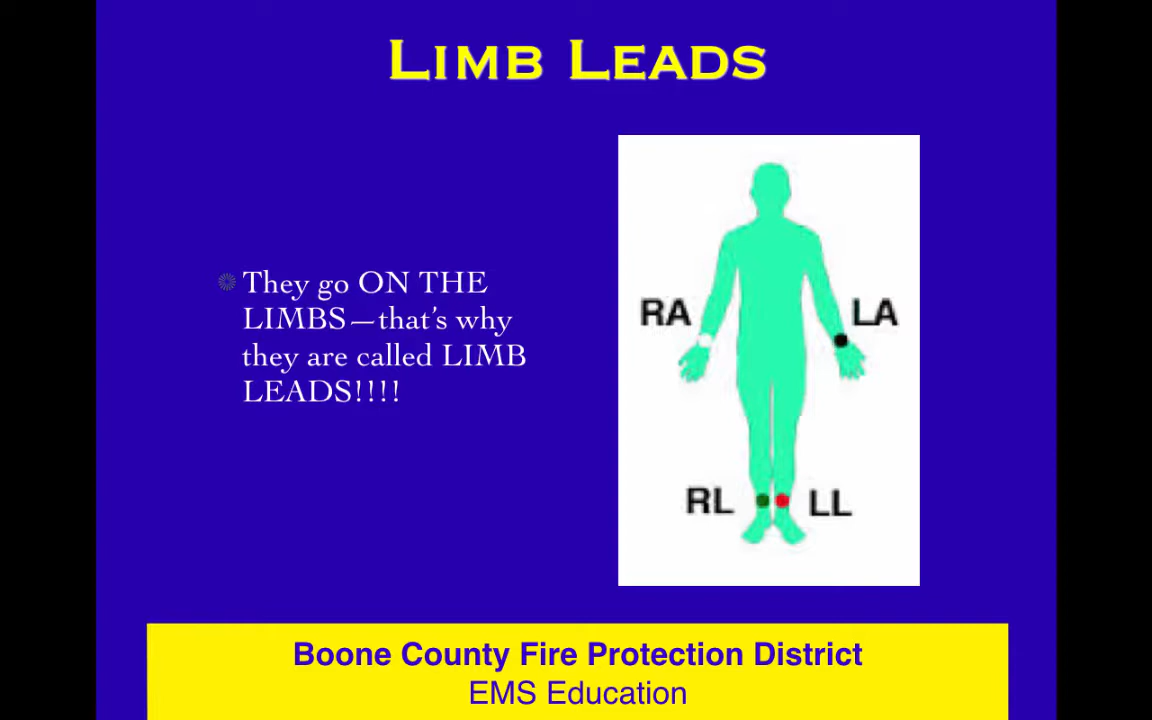 LIMB LEADS
They go ON THE
LIMBS—that's why
they are called LIMB
LEADS!!!!
RA
LA
RL
LL
Boone County Fire Protection District
EMS Education